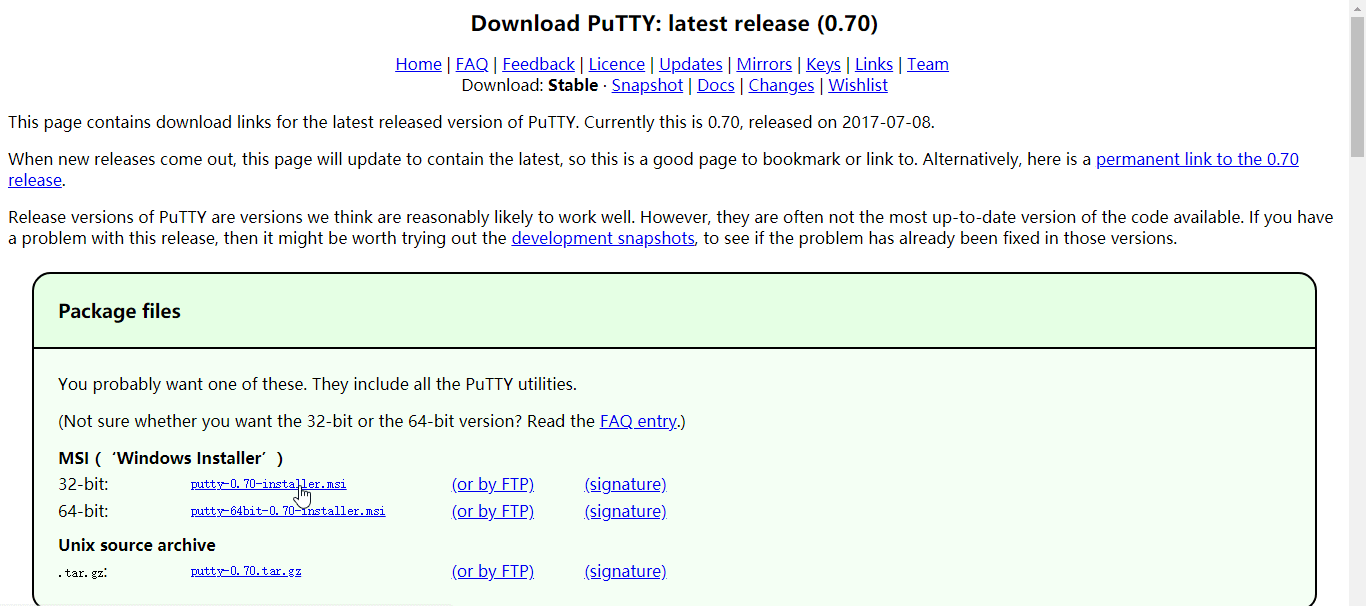 Download PuTTY: latest release (0.70)
Home | FAQ | Feedback | Licence | Updates | Mirrors | Keys | Links | Team
Download: Stable · Snapshot | Docs | Changes | Wishlist
This page contains download links for the latest released version of PuTTY. Currently this is 0.70, released on 2017-07-08.
When new releases come out, this page will update to contain the latest, so this is a good page to bookmark or link to. Alternatively, here is a permanent link to the 0.70
release.
Release versions of PuTTY are versions we think are reasonably likely to work well. However, they are often not the most up-to-date version of the code available. If you have
a problem with this release, then it might be worth trying out the development snapshots, to see if the problem has already been fixed in those versions.
Package files
You probably want one of these. They include all the PuTTY utilities.
(Not sure whether you want the 32-bit or the 64-bit version? Read the FAQ entry.)
MSI (‘Windows Installer’)
32-bit: putty-0.70-installer.msi (or by FTP) (signature)
64-bit: putty-64bit-0.70-installer.msi (or by FTP) (signature)
Unix source archive
.tar.gz: putty-0.70.tar.gz (or by FTP) (signature)